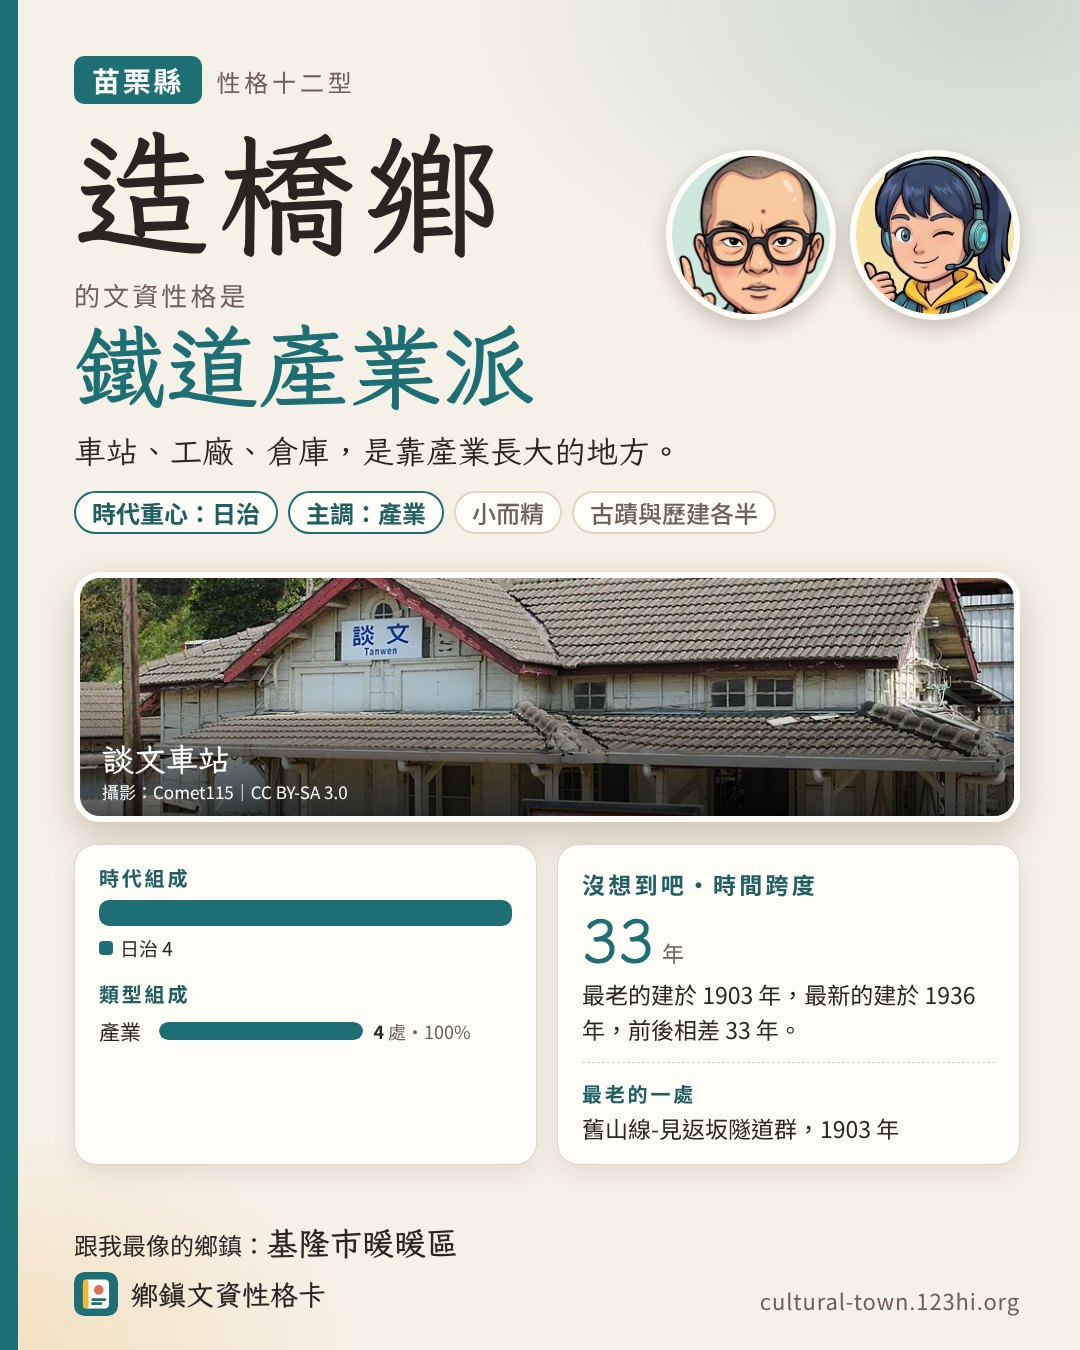 苗栗縣 性格十二型
造橋鄉
的文資性格是
鐵道產業派
車站、工廠、倉庫，是靠產業長大的地方。
時代重心：日治 主調：產業 小而精 古蹟與歷建各半
談文
Tanwen
談文車站
攝影：Comet115｜CC BY-SA 3.0
時代組成
日治 4
類型組成
產業 4 處・100%
沒想到吧・時間跨度
33 年
最老的建於 1903 年，最新的建於 1936
年，前後相差 33 年。
最老的一處
舊山線-見返坂隧道群，1903 年
跟我最像的鄉鎮：基隆市暖暖區
鄉鎮文資性格卡
cultural-town.123hi.org